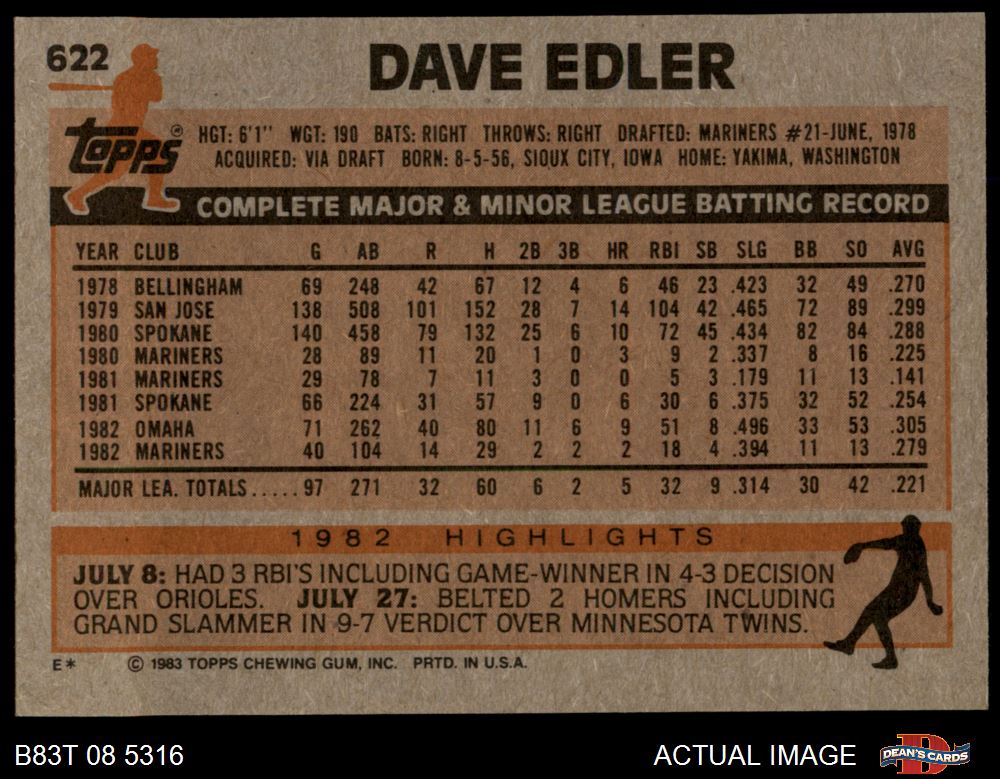 622
DAVE EDLER
Topps®
HGT: 6'1" WGT: 190 BATS: RIGHT THROWS: RIGHT DRAFTED: MARINERS #21-JUNE, 1978
ACQUIRED: VIA DRAFT BORN: 8-5-56, SIOUX CITY, IOWA HOME: YAKIMA, WASHINGTON
COMPLETE MAJOR & MINOR LEAGUE BATTING RECORD
YEAR CLUB G AB R H 2B 3B HR RBI SB SLG BB SO AVG
1978 BELLINGHAM 69 248 42 67 12 4 6 46 23 .423 32 49 .270
1979 SAN JOSE 138 508 101 152 28 7 14 104 42 .465 72 89 .299
1980 SPOKANE 140 458 79 132 25 6 10 72 45 .434 82 84 .288
1980 MARINERS 28 89 11 20 1 0 3 9 2 .337 8 16 .225
1981 MARINERS 29 78 7 11 3 0 0 5 3 .179 11 13 .141
1981 SPOKANE 66 224 31 57 9 0 6 30 6 .375 32 52 .254
1982 OMAHA 71 262 40 80 11 6 9 51 8 .496 33 53 .305
1982 MARINERS 40 104 14 29 2 2 2 18 4 .394 11 13 .279
MAJOR LEA. TOTALS..... 97 271 32 60 6 2 5 32 9 .314 30 42 .221
1982 HIGHLIGHTS
JULY 8: HAD 3 RBI'S INCLUDING GAME-WINNER IN 4-3 DECISION
OVER ORIOLES. JULY 27: BELTED 2 HOMERS INCLUDING
GRAND SLAMMER IN 9-7 VERDICT OVER MINNESOTA TWINS.
E* © 1983 TOPPS CHEWING GUM, INC. PRTD. IN U.S.A.
B83T 08 5316 ACTUAL IMAGE DEAN'S CARDS